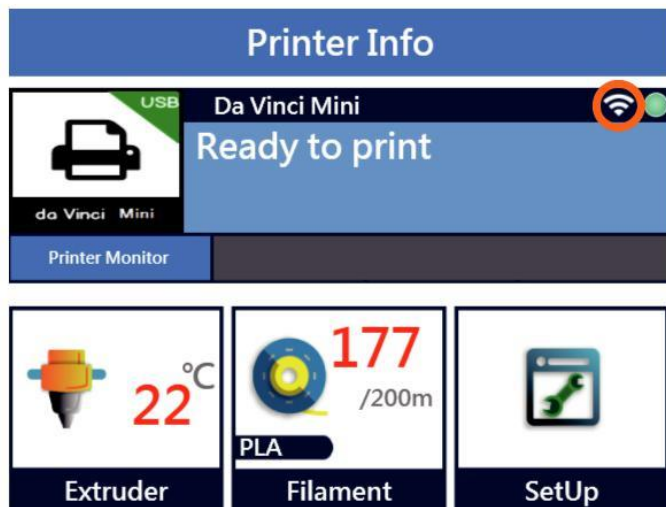 Printer Info
USB
Da Vinci Mini
Ready to print
da Vinci Mini
Printer Monitor
22 °C
177
/200m
PLA
Extruder
Filament
SetUp